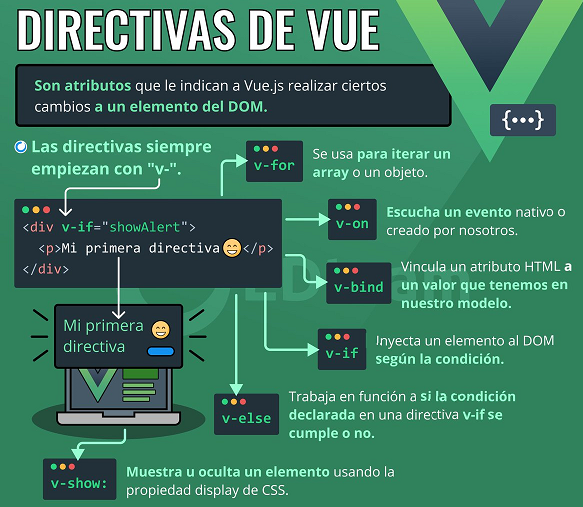 DIRECTIVAS DE VUE
Son atributos que le indican a Vue.js realizar ciertos
cambios a un elemento del DOM.
{•••}
Las directivas siempre
empiezan con "v-".
v-for
Se usa para iterar un
array o un objeto.
<div v-if="showAlert">
<p>Mi primera directiva😄</p>
</div>
v-on
Escucha un evento nativo o
creado por nosotros.
v-bind
Vincula un atributo HTML a
un valor que tenemos en
nuestro modelo.
Mi primera
directiva
v-if
Inyecta un elemento al DOM
según la condición.
v-else
Trabaja en función a si la condición
declarada en una directiva v-if se
cumple o no.
v-show:
Muestra u oculta un elemento usando la
propiedad display de CSS.